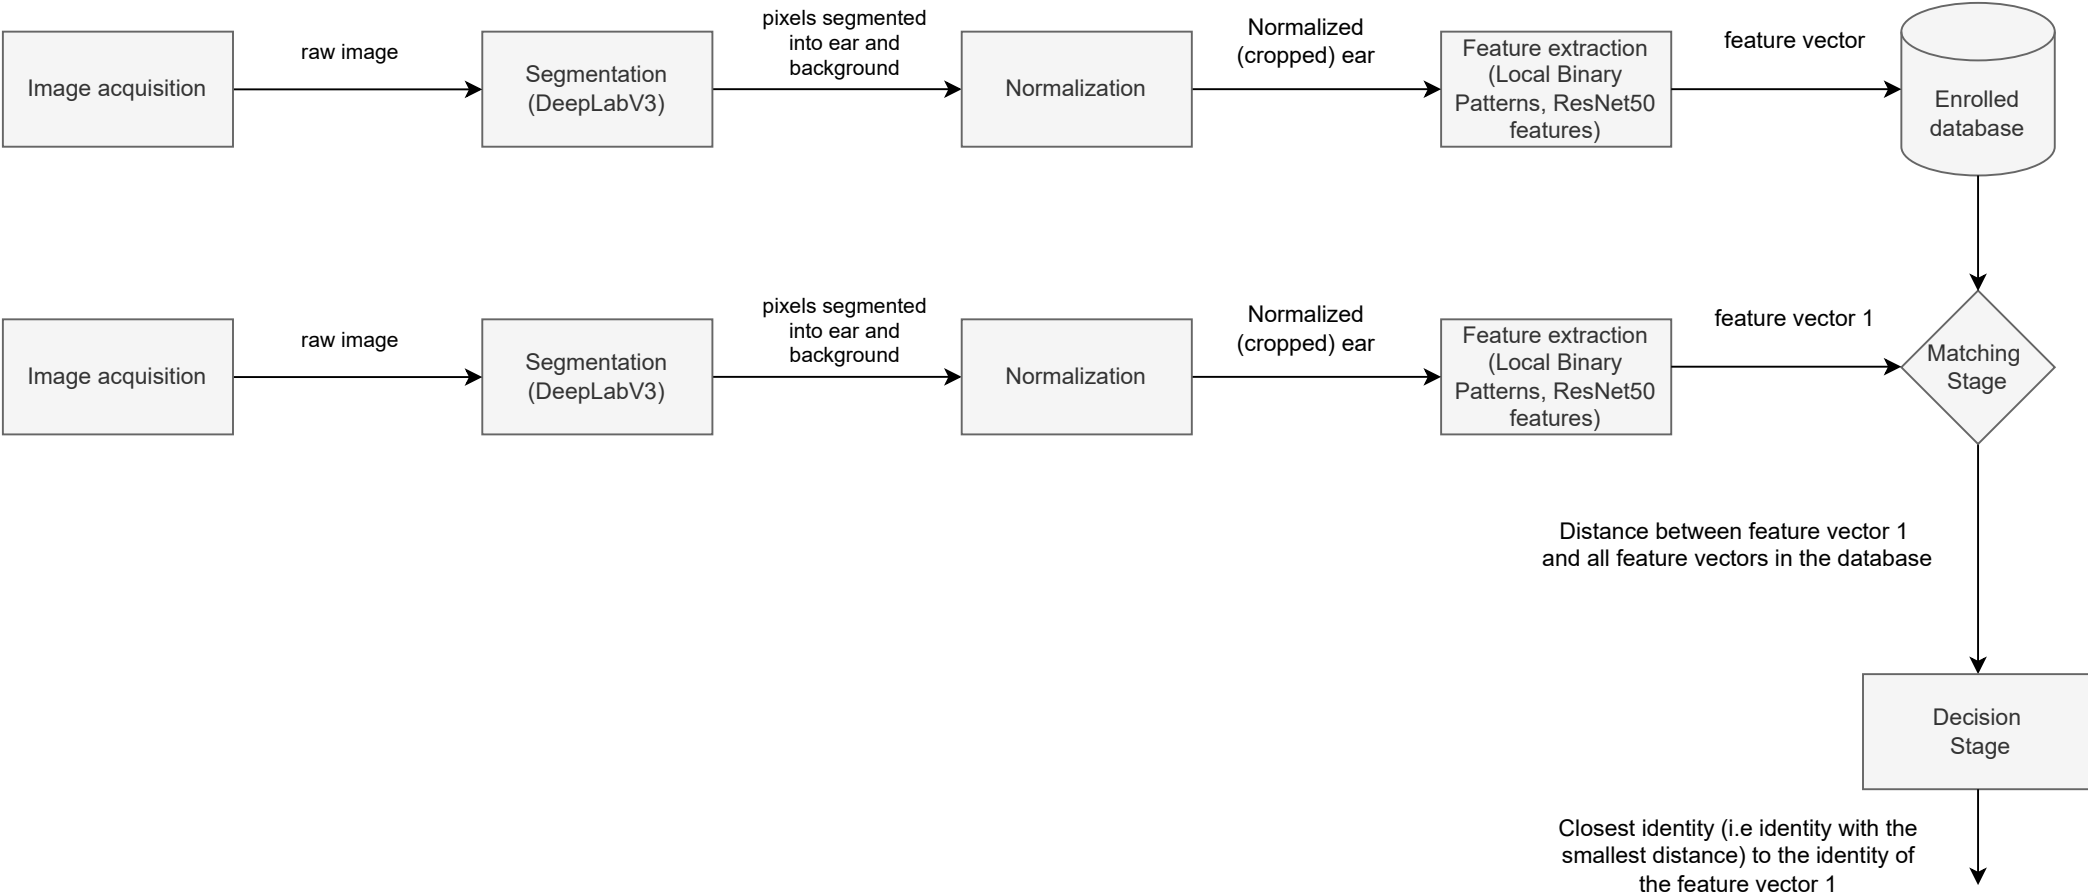 Image acquisition
raw image
Segmentation
(DeepLabV3)
pixels segmented
into ear and
background
Normalization
Normalized
(cropped) ear
Feature extraction
(Local Binary
Patterns, ResNet50
features)
feature vector
Enrolled
database
Image acquisition
raw image
Segmentation
(DeepLabV3)
pixels segmented
into ear and
background
Normalization
Normalized
(cropped) ear
Feature extraction
(Local Binary
Patterns, ResNet50
features)
feature vector 1
Matching
Stage
Distance between feature vector 1
and all feature vectors in the database
Decision
Stage
Closest identity (i.e identity with the
smallest distance) to the identity of
the feature vector 1